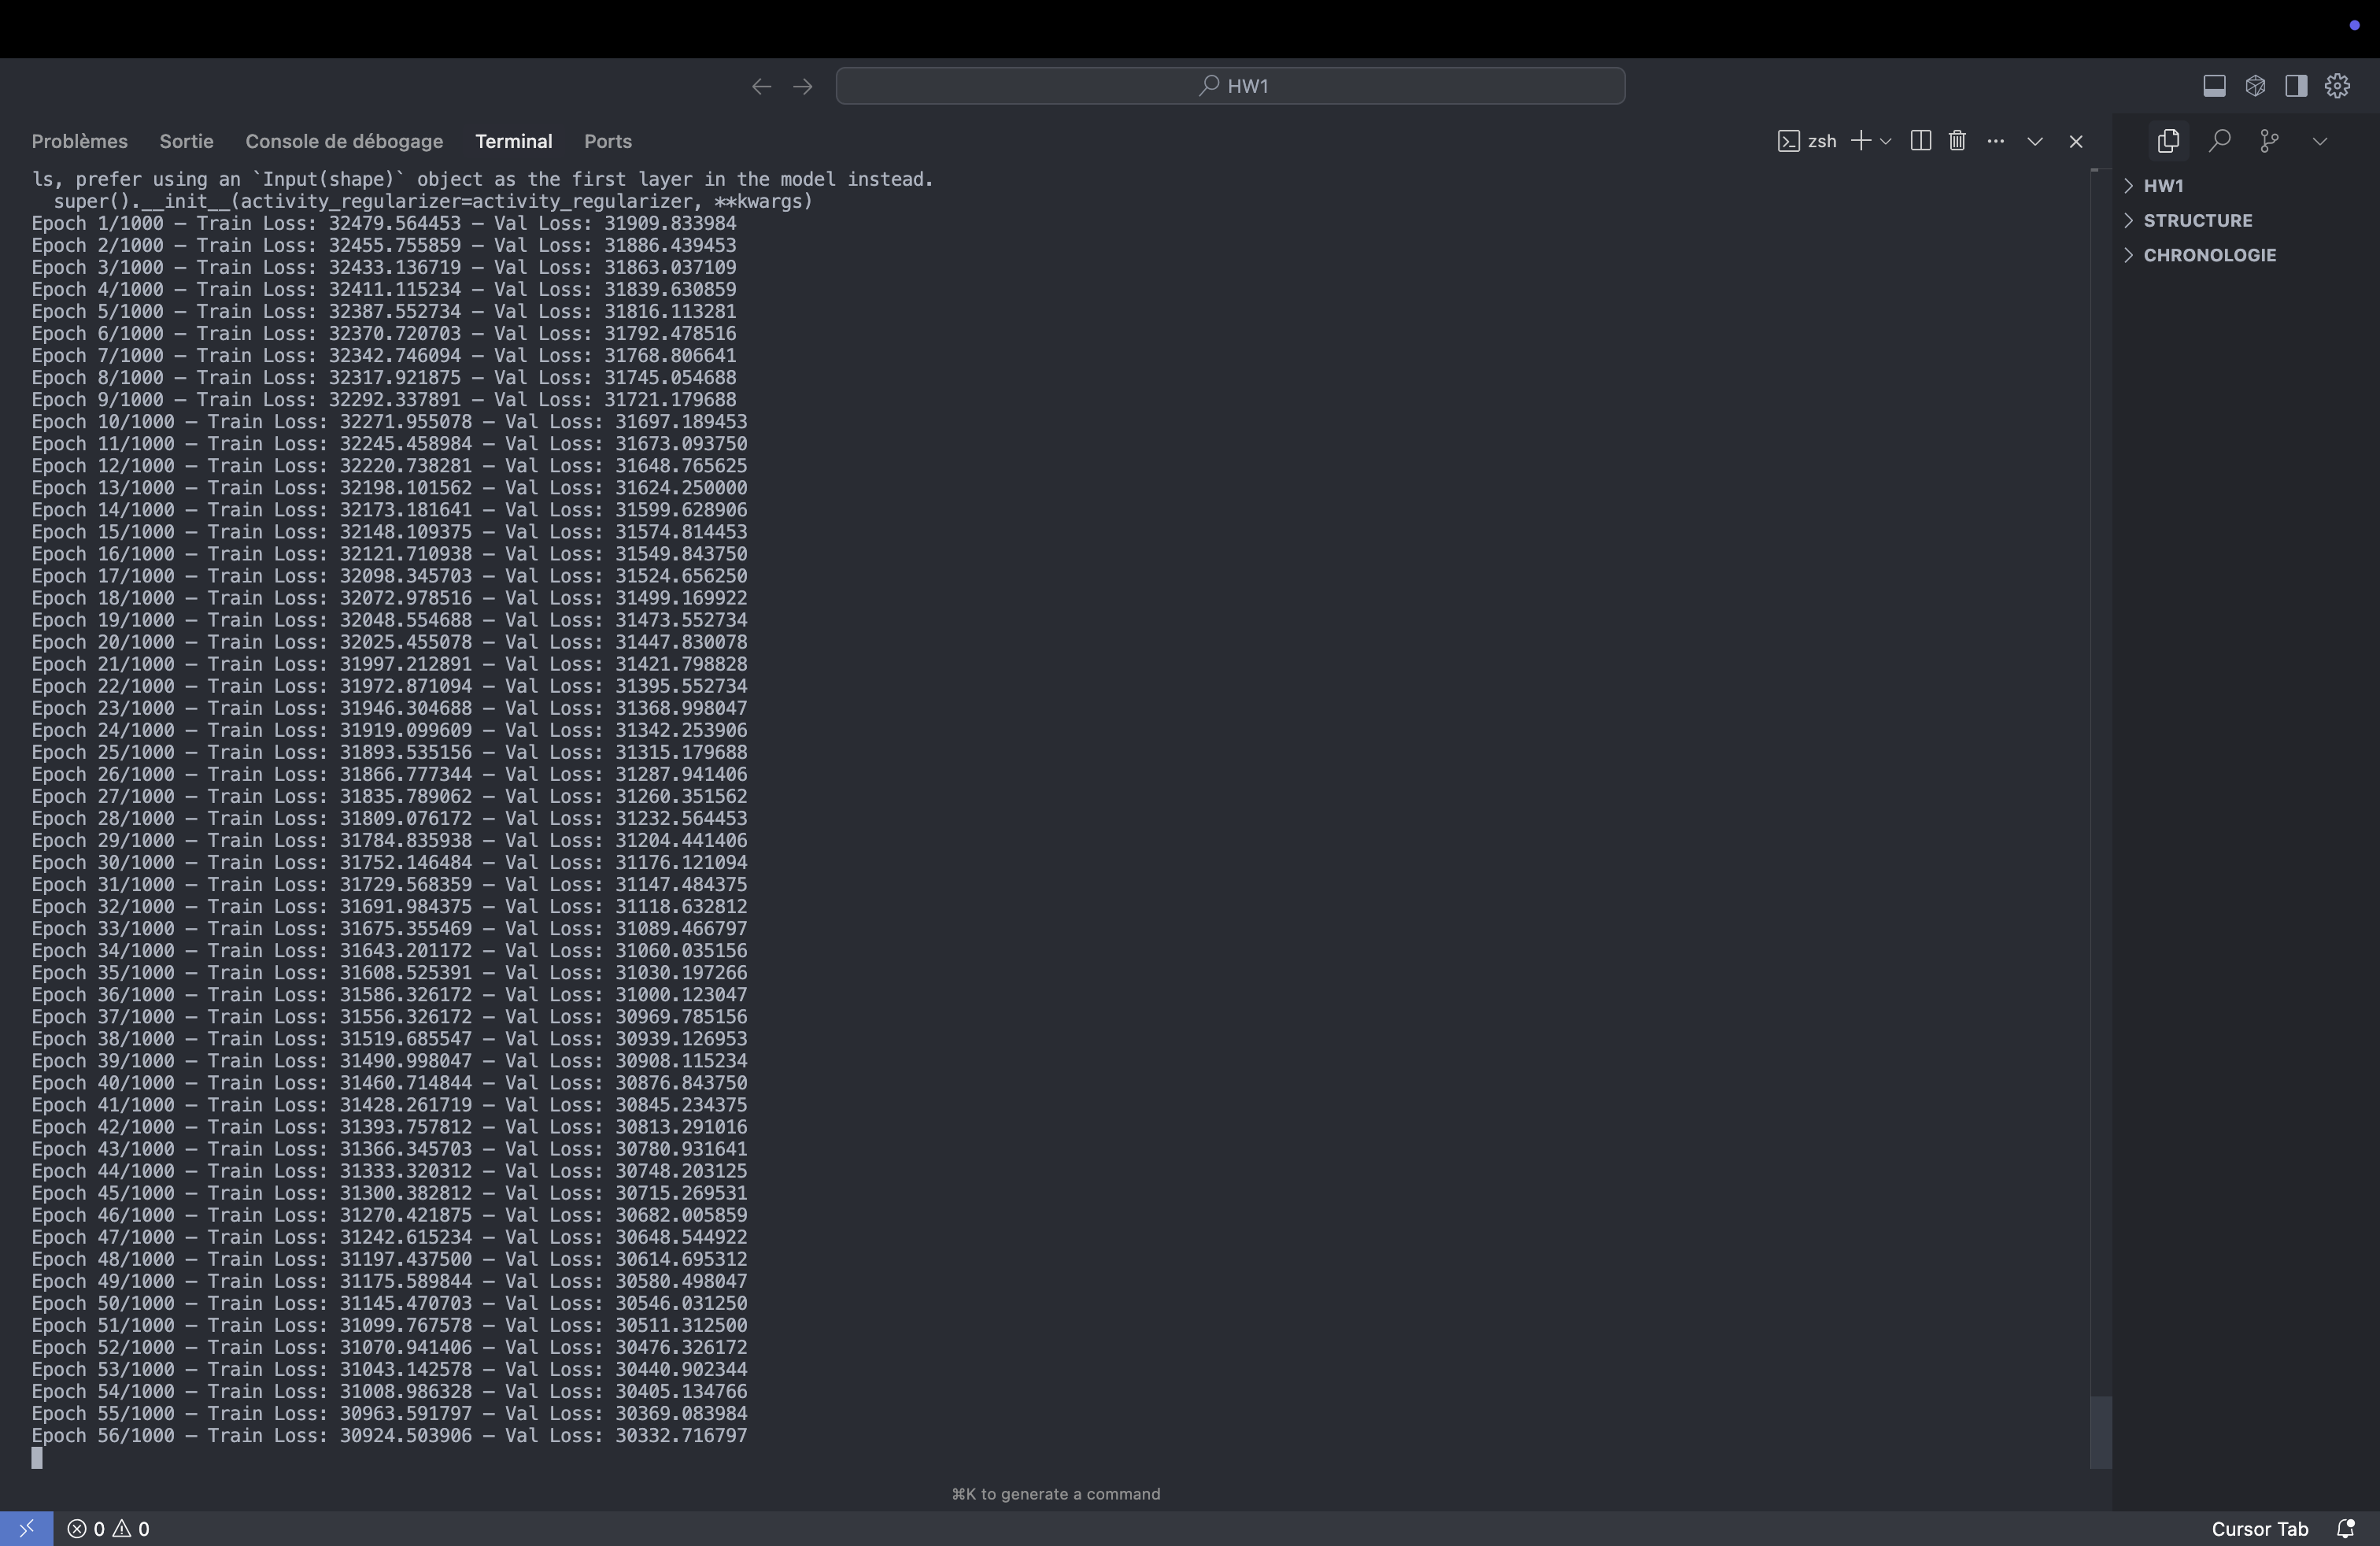 HW1
Problèmes Sortie Console de débogage Terminal Ports
zsh
ls, prefer using an `Input(shape)` object as the first layer in the model instead.
super().__init__(activity_regularizer=activity_regularizer, **kwargs)
Epoch 1/1000 — Train Loss: 32479.564453 — Val Loss: 31909.833984
Epoch 2/1000 — Train Loss: 32455.755859 — Val Loss: 31886.439453
Epoch 3/1000 — Train Loss: 32433.136719 — Val Loss: 31863.037109
Epoch 4/1000 — Train Loss: 32411.115234 — Val Loss: 31839.630859
Epoch 5/1000 — Train Loss: 32387.552734 — Val Loss: 31816.113281
Epoch 6/1000 — Train Loss: 32370.720703 — Val Loss: 31792.478516
Epoch 7/1000 — Train Loss: 32342.746094 — Val Loss: 31768.806641
Epoch 8/1000 — Train Loss: 32317.921875 — Val Loss: 31745.054688
Epoch 9/1000 — Train Loss: 32292.337891 — Val Loss: 31721.179688
Epoch 10/1000 — Train Loss: 32271.955078 — Val Loss: 31697.189453
Epoch 11/1000 — Train Loss: 32245.458984 — Val Loss: 31673.093750
Epoch 12/1000 — Train Loss: 32220.738281 — Val Loss: 31648.765625
Epoch 13/1000 — Train Loss: 32198.101562 — Val Loss: 31624.250000
Epoch 14/1000 — Train Loss: 32173.181641 — Val Loss: 31599.628906
Epoch 15/1000 — Train Loss: 32148.109375 — Val Loss: 31574.814453
Epoch 16/1000 — Train Loss: 32121.710938 — Val Loss: 31549.843750
Epoch 17/1000 — Train Loss: 32098.345703 — Val Loss: 31524.656250
Epoch 18/1000 — Train Loss: 32072.978516 — Val Loss: 31499.169922
Epoch 19/1000 — Train Loss: 32048.554688 — Val Loss: 31473.552734
Epoch 20/1000 — Train Loss: 32025.455078 — Val Loss: 31447.830078
Epoch 21/1000 — Train Loss: 31997.212891 — Val Loss: 31421.798828
Epoch 22/1000 — Train Loss: 31972.871094 — Val Loss: 31395.552734
Epoch 23/1000 — Train Loss: 31946.304688 — Val Loss: 31368.998047
Epoch 24/1000 — Train Loss: 31919.099609 — Val Loss: 31342.253906
Epoch 25/1000 — Train Loss: 31893.535156 — Val Loss: 31315.179688
Epoch 26/1000 — Train Loss: 31866.777344 — Val Loss: 31287.941406
Epoch 27/1000 — Train Loss: 31835.789062 — Val Loss: 31260.351562
Epoch 28/1000 — Train Loss: 31809.076172 — Val Loss: 31232.564453
Epoch 29/1000 — Train Loss: 31784.835938 — Val Loss: 31204.441406
Epoch 30/1000 — Train Loss: 31752.146484 — Val Loss: 31176.121094
Epoch 31/1000 — Train Loss: 31729.568359 — Val Loss: 31147.484375
Epoch 32/1000 — Train Loss: 31691.984375 — Val Loss: 31118.632812
Epoch 33/1000 — Train Loss: 31675.355469 — Val Loss: 31089.466797
Epoch 34/1000 — Train Loss: 31643.201172 — Val Loss: 31060.035156
Epoch 35/1000 — Train Loss: 31608.525391 — Val Loss: 31030.197266
Epoch 36/1000 — Train Loss: 31586.326172 — Val Loss: 31000.123047
Epoch 37/1000 — Train Loss: 31556.326172 — Val Loss: 30969.785156
Epoch 38/1000 — Train Loss: 31519.685547 — Val Loss: 30939.126953
Epoch 39/1000 — Train Loss: 31490.998047 — Val Loss: 30908.115234
Epoch 40/1000 — Train Loss: 31460.714844 — Val Loss: 30876.843750
Epoch 41/1000 — Train Loss: 31428.261719 — Val Loss: 30845.234375
Epoch 42/1000 — Train Loss: 31393.757812 — Val Loss: 30813.291016
Epoch 43/1000 — Train Loss: 31366.345703 — Val Loss: 30780.931641
Epoch 44/1000 — Train Loss: 31333.320312 — Val Loss: 30748.203125
Epoch 45/1000 — Train Loss: 31300.382812 — Val Loss: 30715.269531
Epoch 46/1000 — Train Loss: 31270.421875 — Val Loss: 30682.005859
Epoch 47/1000 — Train Loss: 31242.615234 — Val Loss: 30648.544922
Epoch 48/1000 — Train Loss: 31197.437500 — Val Loss: 30614.695312
Epoch 49/1000 — Train Loss: 31175.589844 — Val Loss: 30580.498047
Epoch 50/1000 — Train Loss: 31145.470703 — Val Loss: 30546.031250
Epoch 51/1000 — Train Loss: 31099.767578 — Val Loss: 30511.312500
Epoch 52/1000 — Train Loss: 31070.941406 — Val Loss: 30476.326172
Epoch 53/1000 — Train Loss: 31043.142578 — Val Loss: 30440.902344
Epoch 54/1000 — Train Loss: 31008.986328 — Val Loss: 30405.134766
Epoch 55/1000 — Train Loss: 30963.591797 — Val Loss: 30369.083984
Epoch 56/1000 — Train Loss: 30924.503906 — Val Loss: 30332.716797
⌘K to generate a command
HW1
STRUCTURE
CHRONOLOGIE
0 0
Cursor Tab